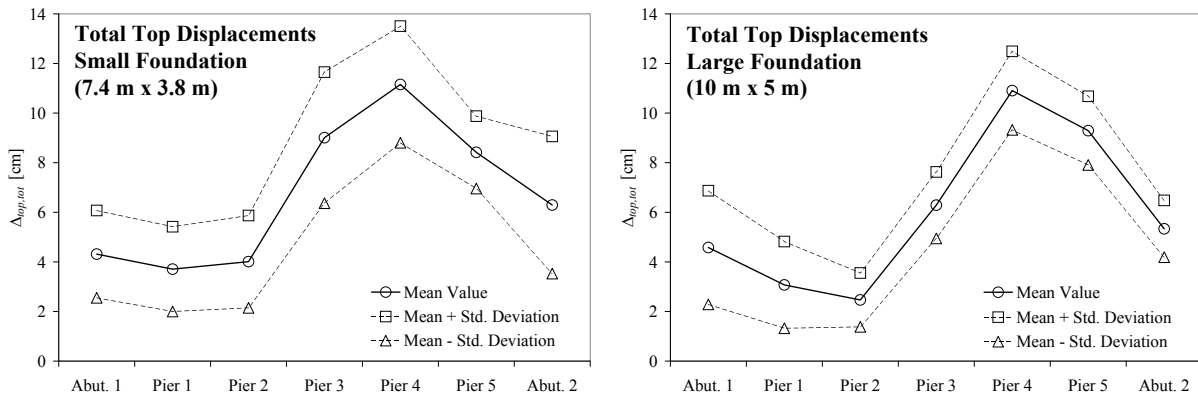 Total Top Displacements
Small Foundation
(7.4 m x 3.8 m)
Δtop,tot [cm]
14
12
10
8
6
4
2
0
Mean Value
Mean + Std. Deviation
Mean - Std. Deviation
Abut. 1 Pier 1 Pier 2 Pier 3 Pier 4 Pier 5 Abut. 2
Total Top Displacements
Large Foundation
(10 m x 5 m)
Δtop,tot [cm]
14
12
10
8
6
4
2
0
Mean Value
Mean + Std. Deviation
Mean - Std. Deviation
Abut. 1 Pier 1 Pier 2 Pier 3 Pier 4 Pier 5 Abut. 2